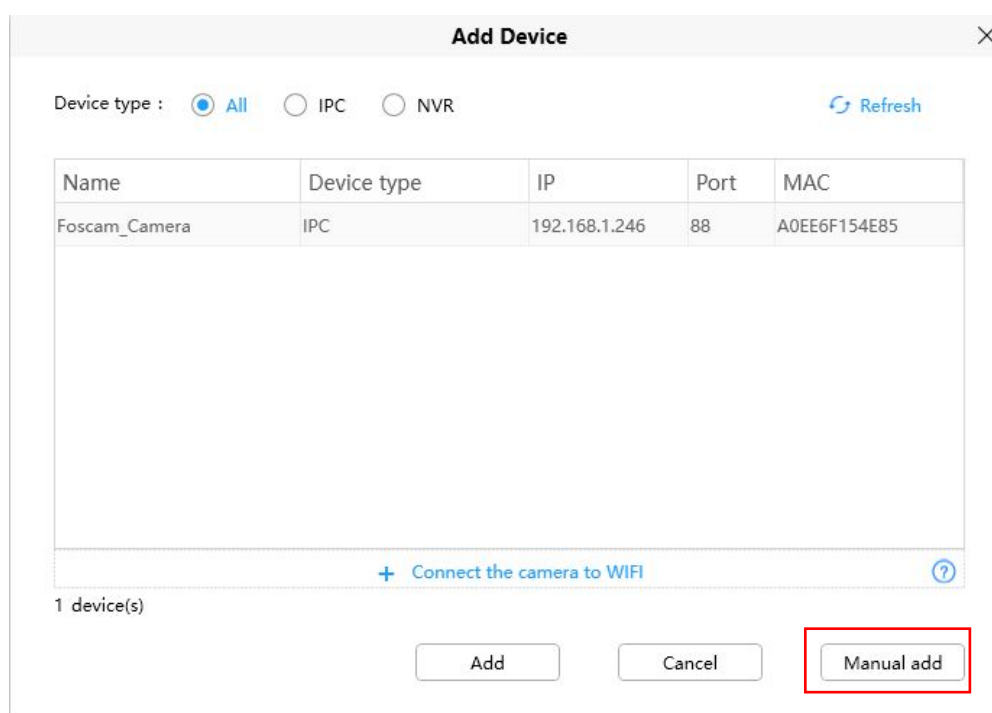 Add Device
Device type : All IPC NVR Refresh
Name Device type IP Port MAC
Foscam_Camera IPC 192.168.1.246 88 A0EE6F154E85
+ Connect the camera to WIFI ?
1 device(s)
Add Cancel Manual add